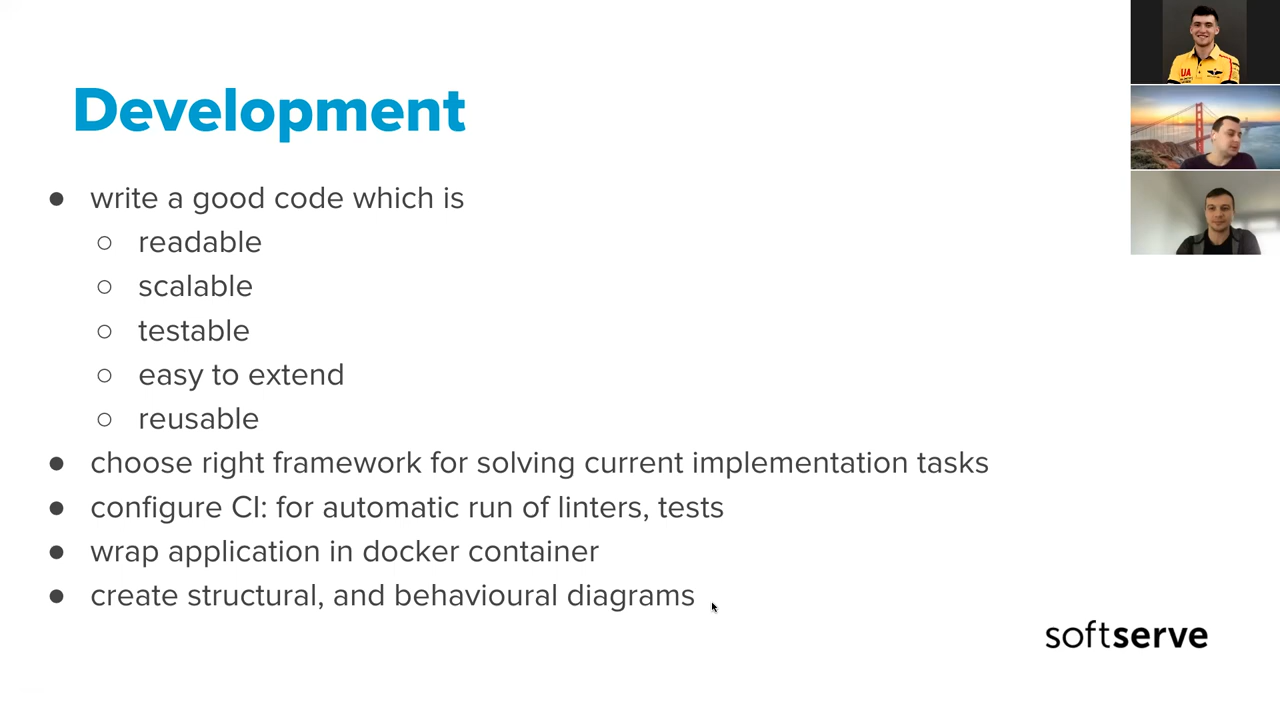 Development
● write a good code which is
○ readable
○ scalable
○ testable
○ easy to extend
○ reusable
● choose right framework for solving current implementation tasks
● configure CI: for automatic run of linters, tests
● wrap application in docker container
● create structural, and behavioural diagrams
softserve
UA